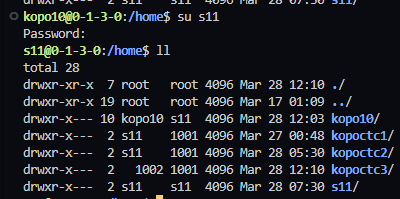 kopo10@0-1-3-0:/home$ su s11
Password:
s11@0-1-3-0:/home$ ll
total 28
drwxr-xr-x  7 root   root 4096 Mar 28 12:10 ./
drwxr-xr-x 19 root   root 4096 Mar 17 01:09 ../
drwxr-x--- 10 kopo10 s11  4096 Mar 28 12:03 kopo10/
drwxr-x---  2 s11    1001 4096 Mar 27 00:48 kopoctc1/
drwxr-x---  2 s11    1001 4096 Mar 28 05:30 kopoctc2/
drwxr-x---  2   1002 1001 4096 Mar 28 12:10 kopoctc3/
drwxr-x---  2 s11    s11  4096 Mar 28 07:30 s11/